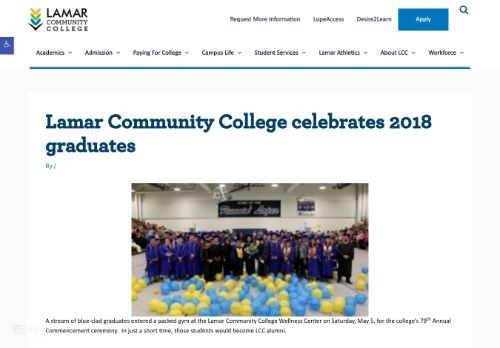 LAMAR
COMMUNITY
COLLEGE
Request More Information LopeAccess Desire2Learn Apply
Academics Admission Paying For College Campus Life Student Services Lamar Athletics About LCC Workforce
Lamar Community College celebrates 2018
graduates
By /
A stream of blue-clad graduates entered a packed gym at the Lamar Community College Wellness Center on Saturday, May 5, for the college's 79th Annual
Commencement ceremony. In just a short time, those students would become LCC alumni.